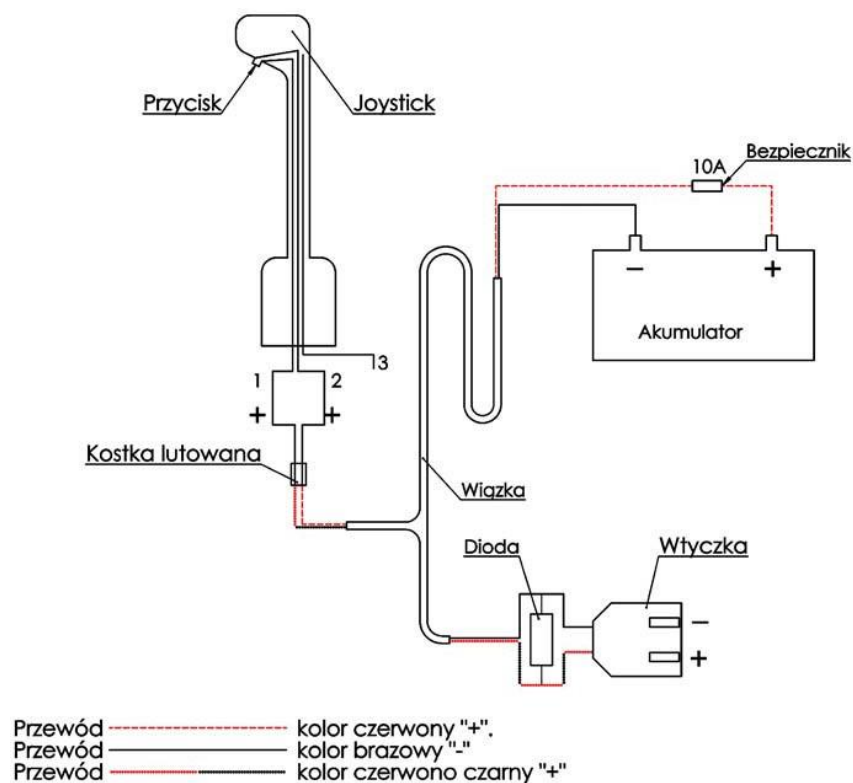 Przycisk
Joystick
10A
Bezpiecznik
−
+
Akumulator
3
1
2
+
+
Kostka lutowana
Wiązka
Dioda
Wtyczka
−
+
Przewód kolor czerwony "+".
Przewód kolor brazowy "-"
Przewód kolor czerwono czarny "+"